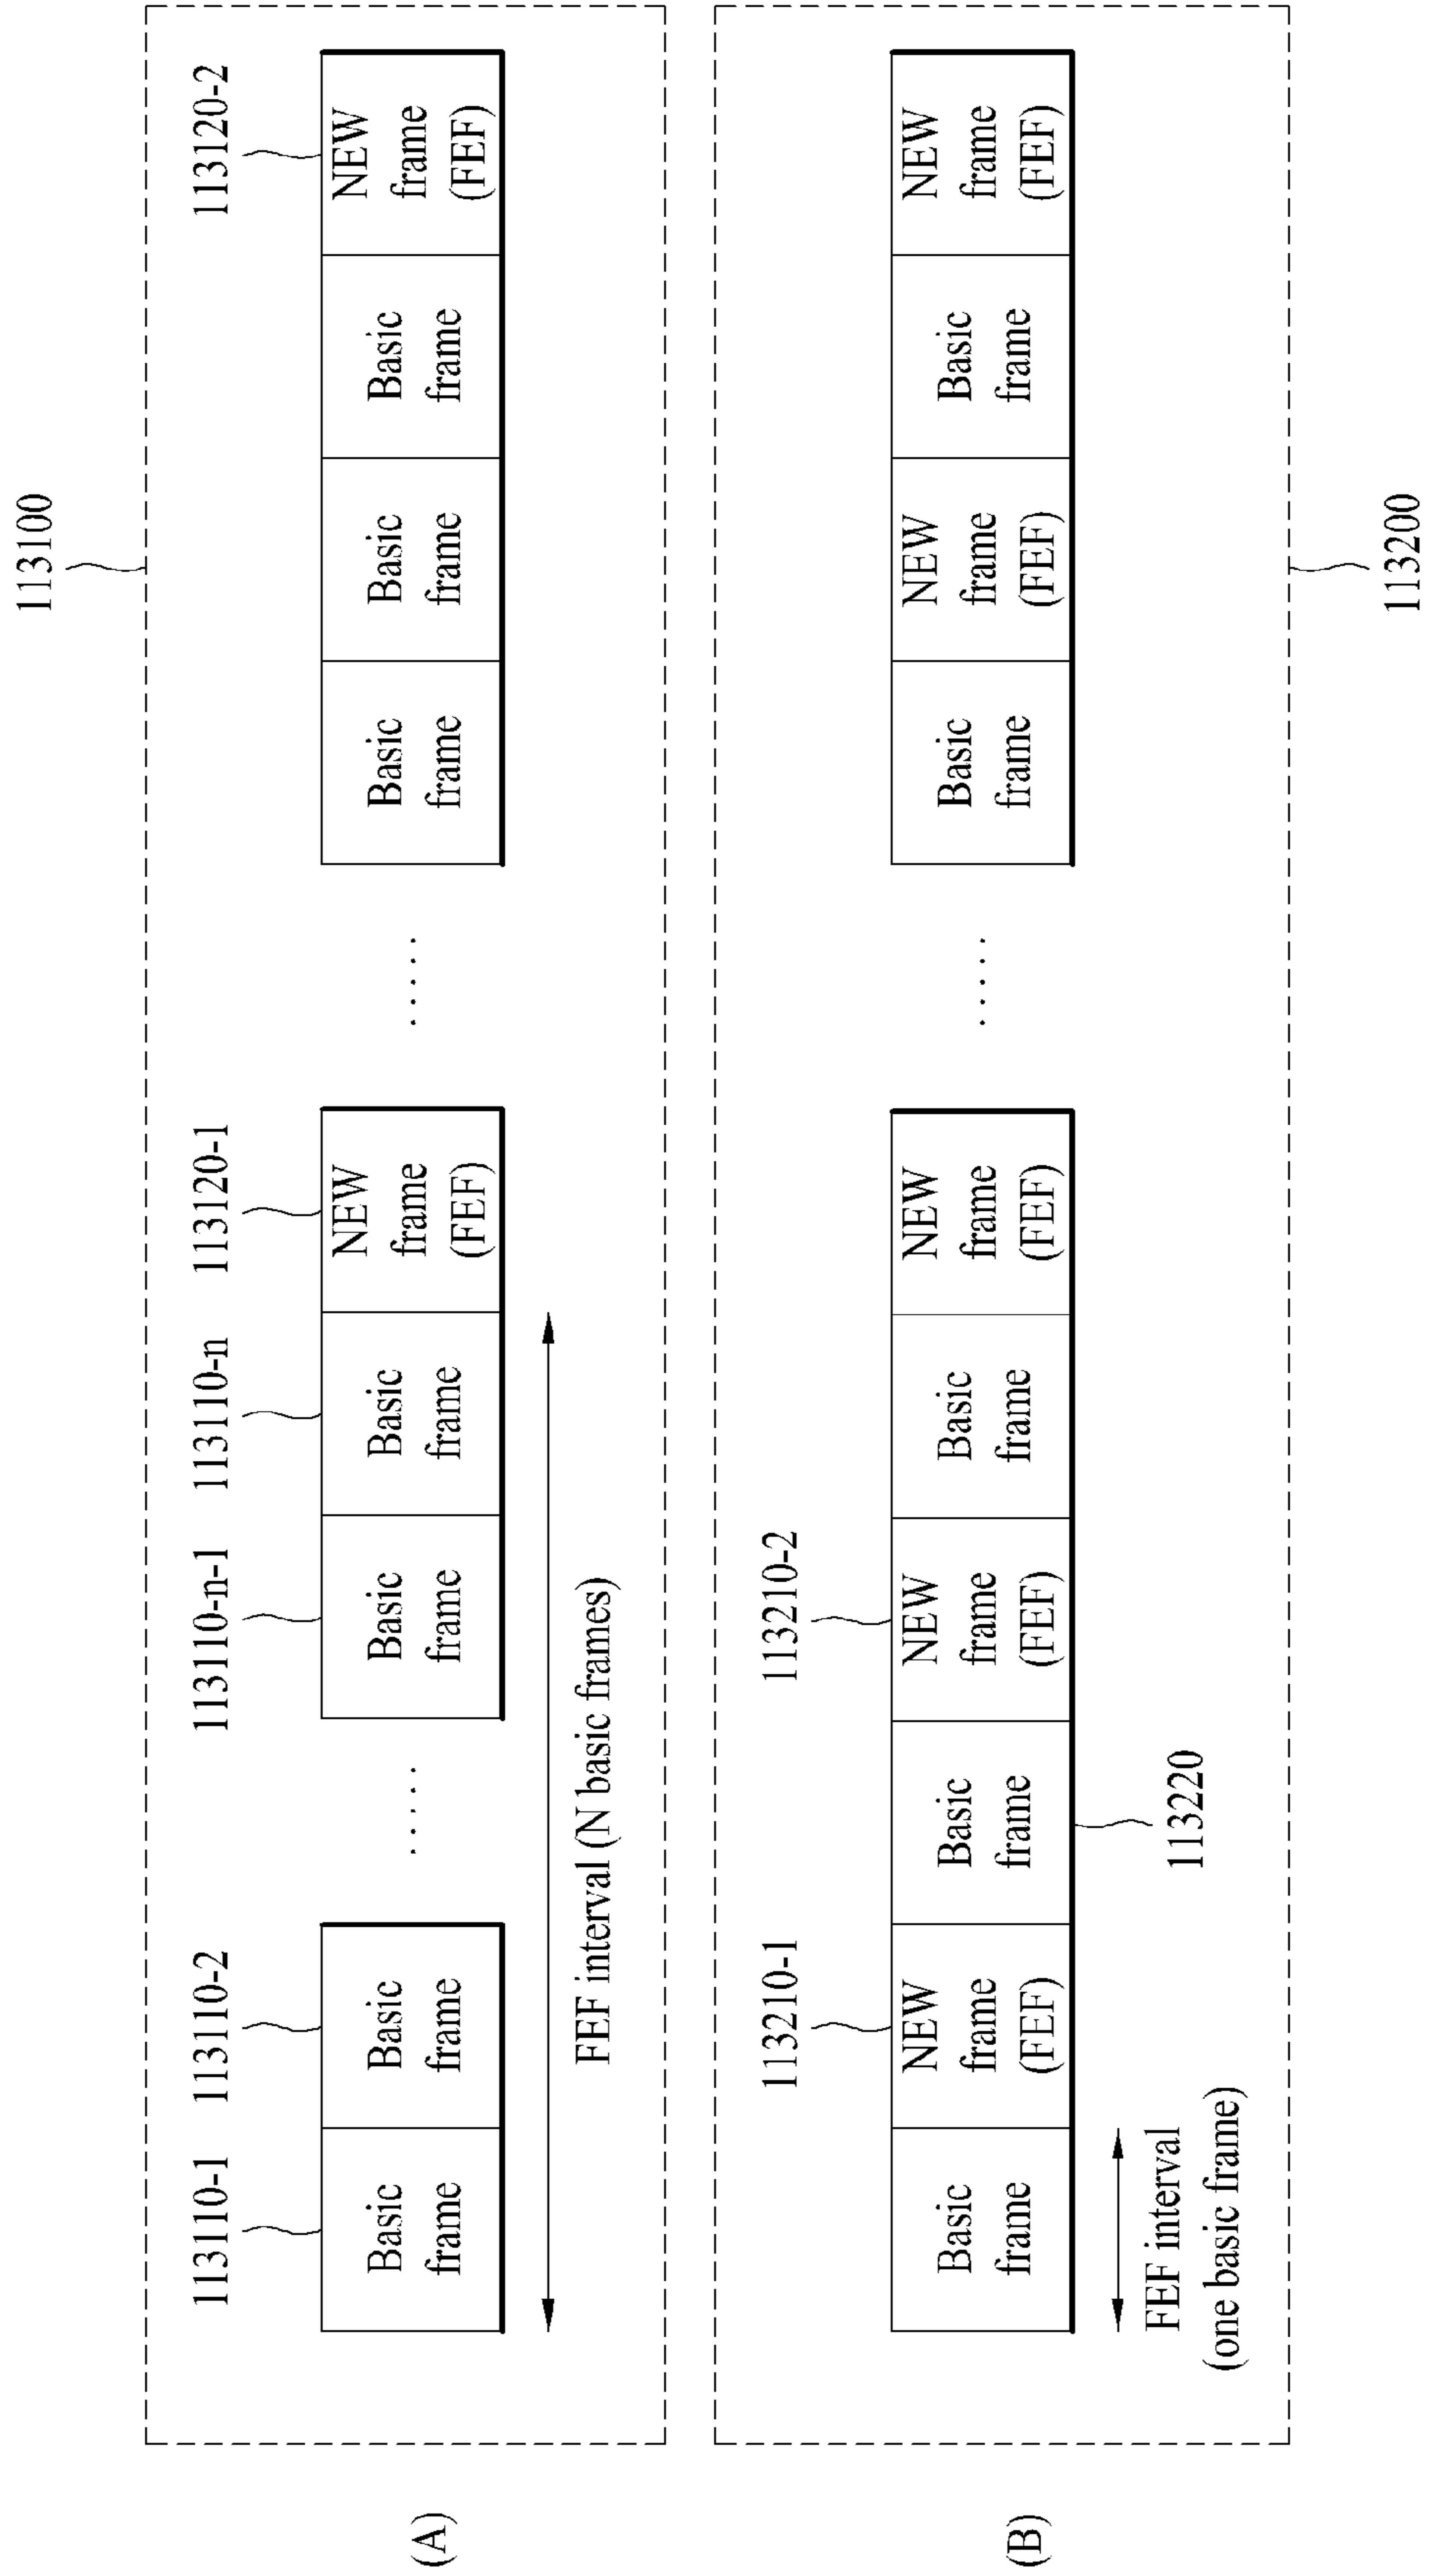 113100
(A)
113110-1
113110-2
113110-n-1
113110-n
113120-1
113120-2
Basic
frame
Basic
frame
.....
Basic
frame
Basic
frame
NEW
frame
(FEF)
.....
Basic
frame
Basic
frame
Basic
frame
NEW
frame
(FEF)
FEF interval (N basic frames)
(B)
113210-1
113210-2
Basic
frame
NEW
frame
(FEF)
Basic
frame
NEW
frame
(FEF)
Basic
frame
NEW
frame
(FEF)
.....
Basic
frame
NEW
frame
(FEF)
Basic
frame
NEW
frame
(FEF)
FEF interval
(one basic frame)
113220
113200